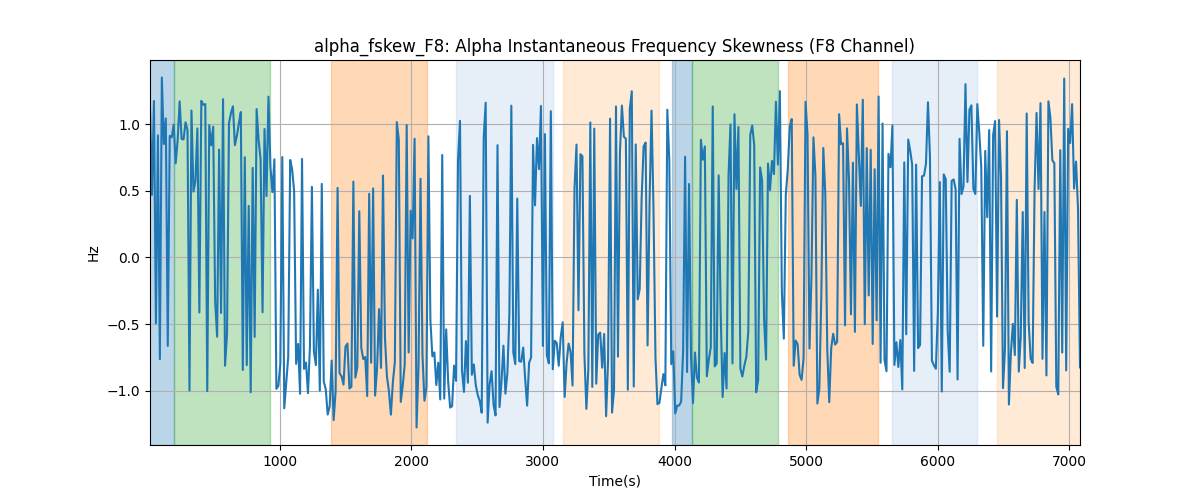 alpha_fskew_F8: Alpha Instantaneous Frequency Skewness (F8 Channel)
1.0
0.5
0.0
−0.5
−1.0
Hz
1000 2000 3000 4000 5000 6000 7000
Time(s)